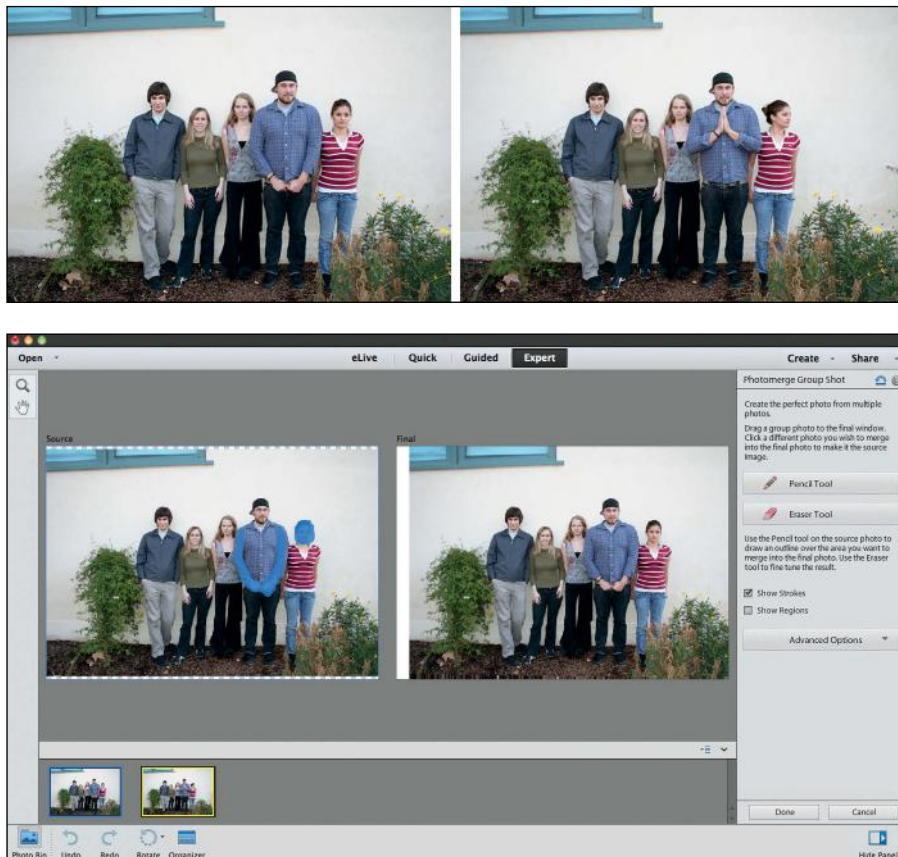 Open
eLive Quick Guided Expert
Create Share
Photomerge Group Shot
Create the perfect photo from multiple
photos.
Drag a group photo to the final window.
Click a different photo you wish to merge
into the final photo to make it the source
image.
Source
Final
Pencil Tool
Eraser Tool
Use the Pencil tool on the source photo to
draw an outline over the area you want to
merge into the final photo. Use the Eraser
tool to fine tune the result.
Show Strokes
Show Regions
Advanced Options
Done Cancel
Photo Bin Undo Redo Rotate Organizer
Hide Panel